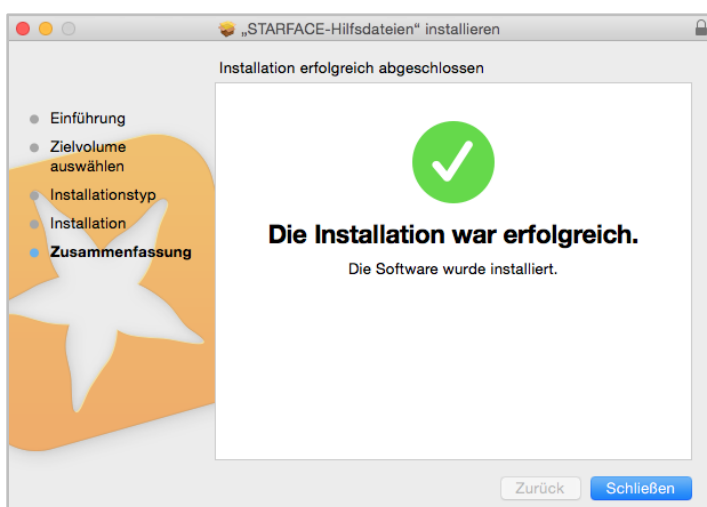 „STARFACE-Hilfsdateien“ installieren
Installation erfolgreich abgeschlossen
Einführung
Zielvolume
auswählen
Installationstyp
Installation
Zusammenfassung
Die Installation war erfolgreich.
Die Software wurde installiert.
Zurück
Schließen